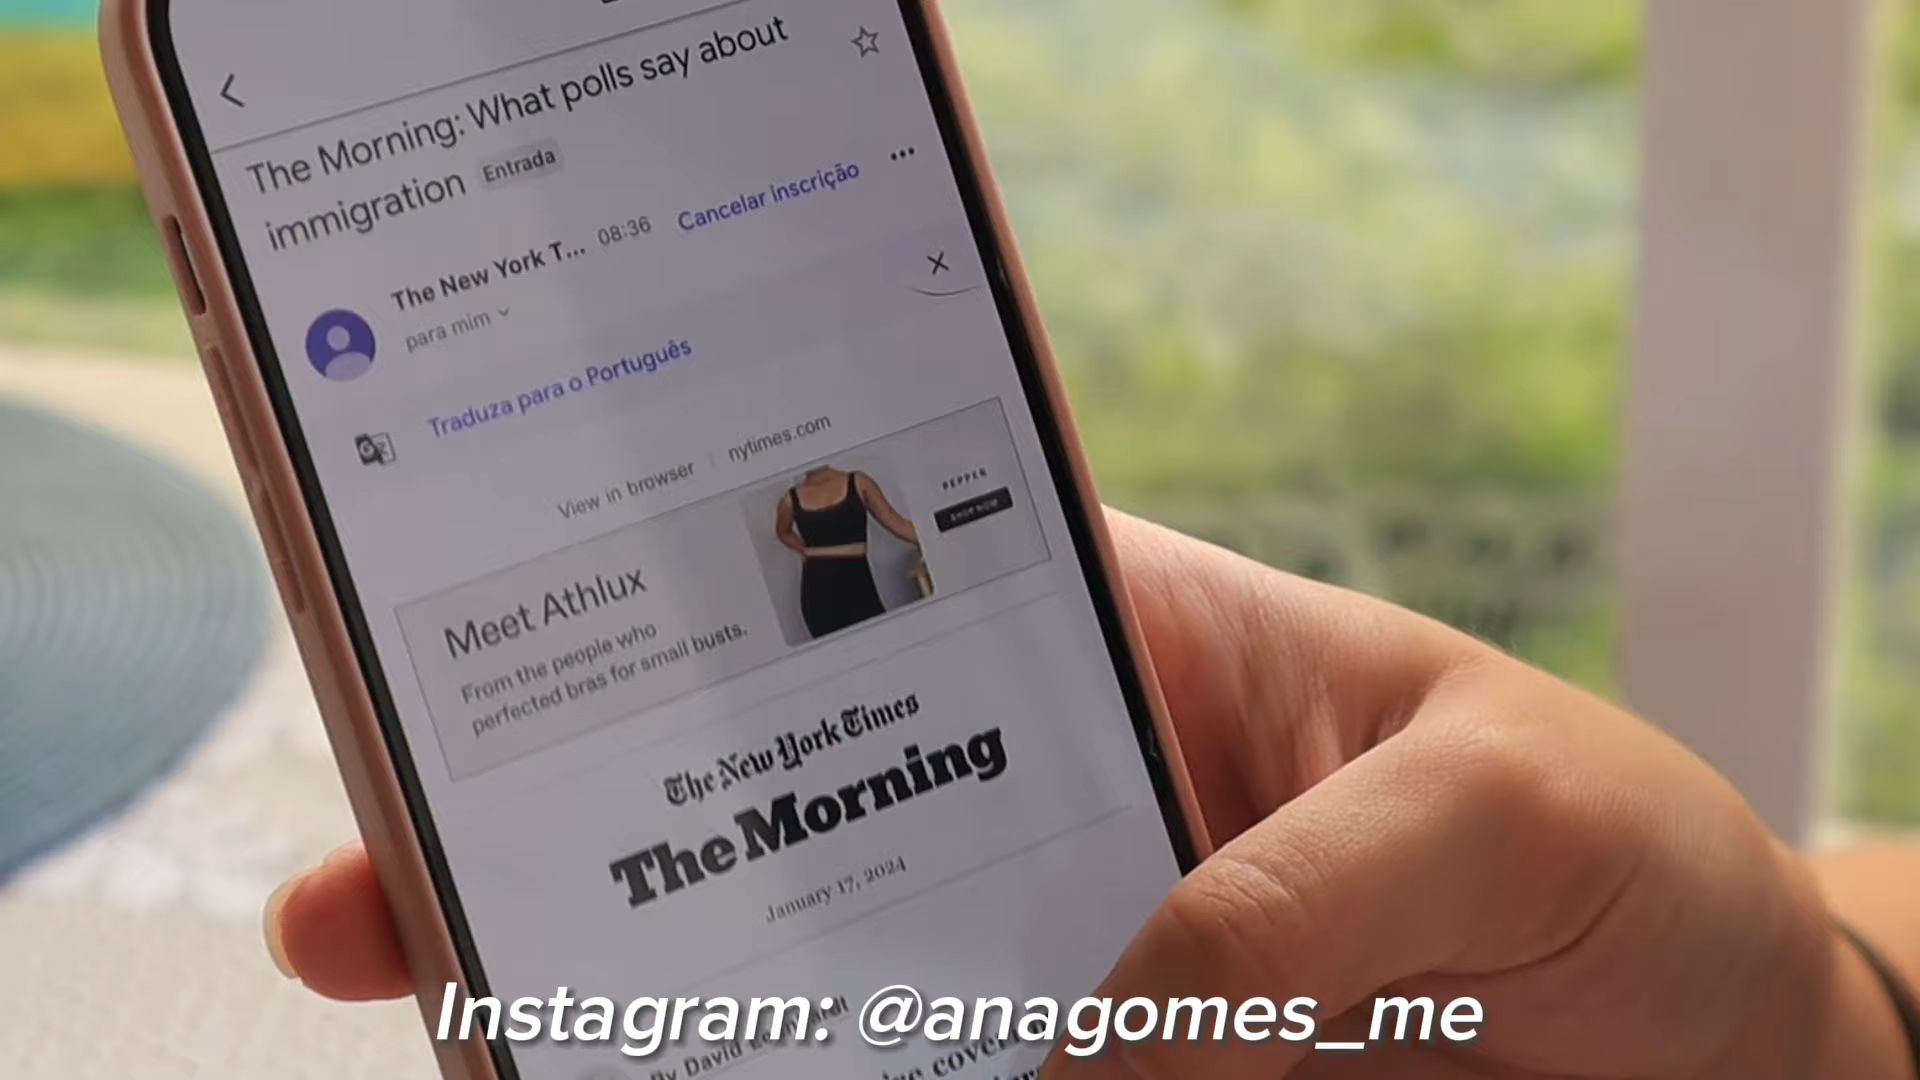 The Morning: What polls say about
immigration Entrada
The New York T... 08:36 Cancelar inscrição
para mim
Traduza para o Português
View in browser | nytimes.com
Meet Athlux
From the people who
perfected bras for small busts.
PEPPER
SHOP NOW
The New York Times
The Morning
January 17, 2024
By David
Instagram: @anagomes_me